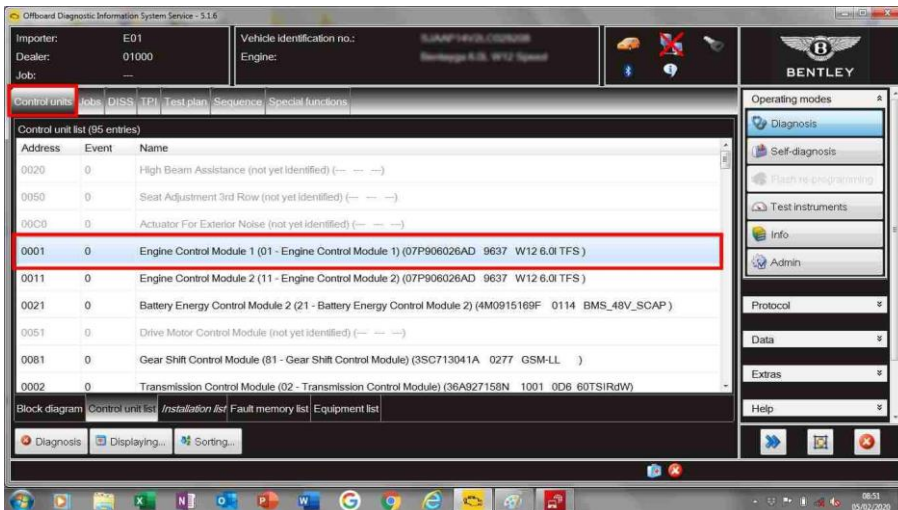 Offboard Diagnostic Information System Service - 5.1.6
Importer: E01
Dealer: 01000
Job: ---
Vehicle identification no.:
Engine:
BENTLEY
Control units Jobs DISS TPI Test plan Sequence Special functions
Control unit list (95 entries)
Address Event Name
0020 0 High Beam Assistance (not yet identified) (--- --- ---)
0050 0 Seat Adjustment 3rd Row (not yet identified) (--- --- ---)
00C0 0 Actuator For Exterior Noise (not yet identified) (--- --- ---)
0001 0 Engine Control Module 1 (01 - Engine Control Module 1) (07P906026AD 9637 W12 6.0l TFS )
0011 0 Engine Control Module 2 (11 - Engine Control Module 2) (07P906026AD 9637 W12 6.0l TFS )
0021 0 Battery Energy Control Module 2 (21 - Battery Energy Control Module 2) (4M0915169F 0114 BMS_48V_SCAP )
0051 0 Drive Motor Control Module (not yet identified) (--- --- ---)
0081 0 Gear Shift Control Module (81 - Gear Shift Control Module) (3SC713041A 0277 GSM-LL )
0002 0 Transmission Control Module (02 - Transmission Control Module) (36A927158N 1001 0D6 60TSIRdW)
Block diagram Control unit list Installation list Fault memory list Equipment list
Diagnosis Displaying... Sorting...
Operating modes
Diagnosis
Self-diagnosis
Flash re-programming
Test instruments
Info
Admin
Protocol
Data
Extras
Help
08:51
05/02/2020